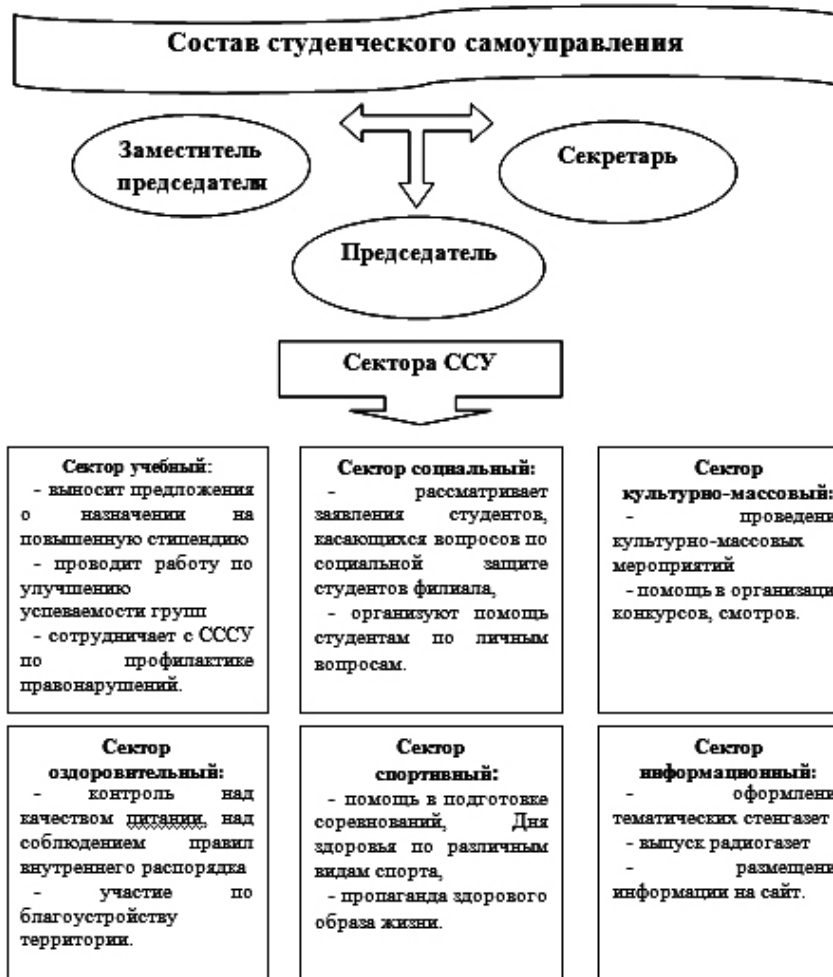 Состав студенческого самоуправления
Заместитель
председателя
Секретарь
Председатель
Сектора ССУ
Сектор учебный:
- выносит предложения
о назначении на
повышенную стипендию
- проводит работу по
улучшению
успеваемости групп
- сотрудничает с СССУ
по профилактике
правонарушений.
Сектор социальный:
- рассматривает
заявления студентов,
касающихся вопросов по
социальной защите
студентов филиала,
- организуют помощь
студентам по личным
вопросам.
Сектор
культурно-массовый:
- проведени
культурно-массовых
мероприятий
- помощь в организаци
конкурсов, смотров.
Сектор
оздоровительный:
- контроль над
качеством питании, над
соблюдением правил
внутреннего распорядка
- участие по
благоустройству
территории.
Сектор
спортивный:
- помощь в подготовке
соревнований, Дня
здоровья по различным
видам спорта,
- пропаганда здорового
образа жизни.
Сектор
информационный:
- оформлени
тематических стенгазет
- выпуск радиогазет
- размещени
информации на сайт.